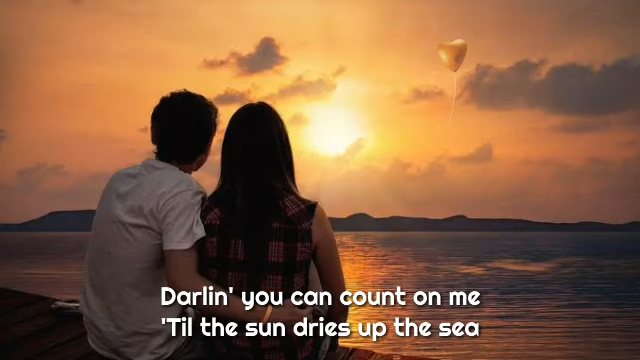 Darlin' you can count on me
'Til the sun dries up the sea